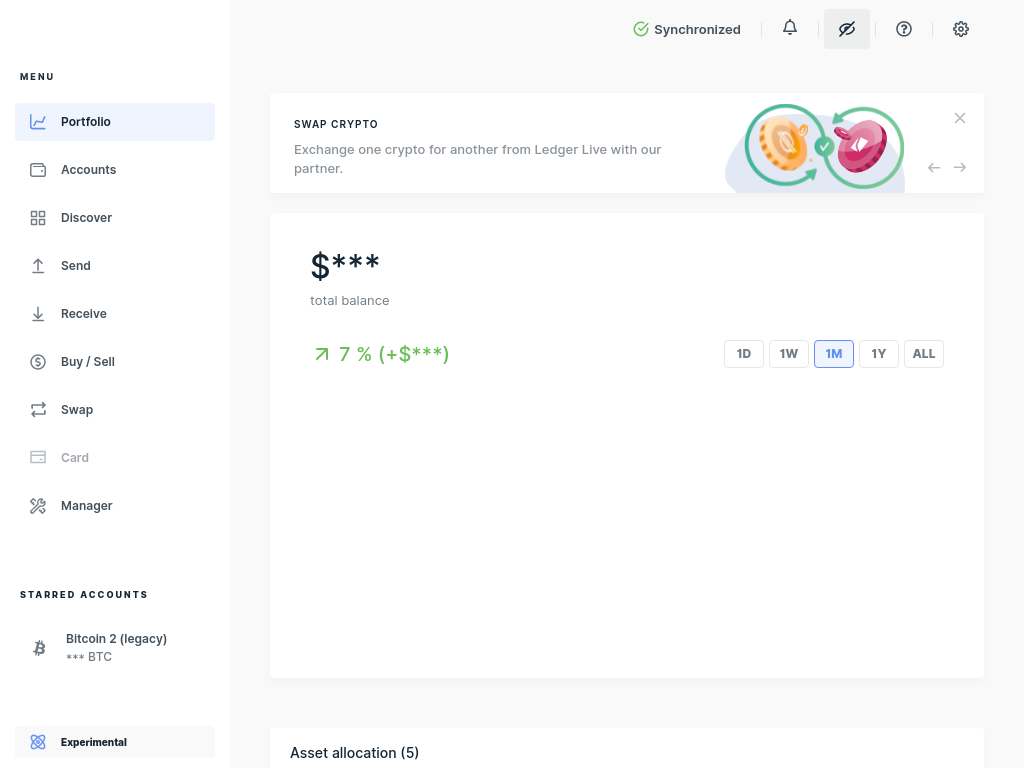 Synchronized
MENU
Portfolio
Accounts
Discover
Send
Receive
Buy / Sell
Swap
Card
Manager
STARRED ACCOUNTS
Bitcoin 2 (legacy)
*** BTC
Experimental
SWAP CRYPTO
Exchange one crypto for another from Ledger Live with our
partner.
$***
total balance
7 % (+$***)
1D 1W 1M 1Y ALL
Asset allocation (5)